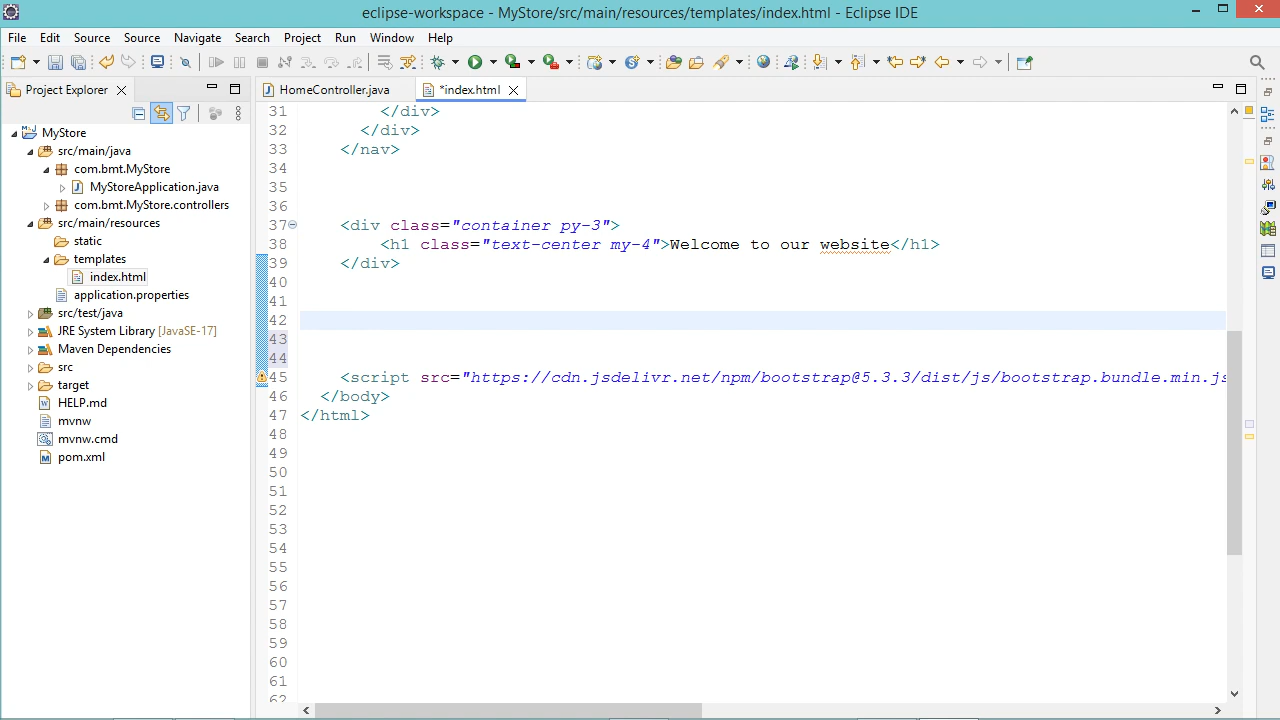 eclipse-workspace - MyStore/src/main/resources/templates/index.html - Eclipse IDE
File Edit Source Source Navigate Search Project Run Window Help
Project Explorer
HomeController.java
*index.html
MyStore
src/main/java
com.bmt.MyStore
MyStoreApplication.java
com.bmt.MyStore.controllers
src/main/resources
static
templates
index.html
application.properties
src/test/java
JRE System Library [JavaSE-17]
Maven Dependencies
src
target
HELP.md
mvnw
mvnw.cmd
pom.xml
31 </div>
32 </div>
33 </nav>
34
35
36
37 <div class="container py-3">
38 <h1 class="text-center my-4">Welcome to our website</h1>
39 </div>
40
41
42
43
44
45 <script src="https://cdn.jsdelivr.net/npm/bootstrap@5.3.3/dist/js/bootstrap.bundle.min.js
46 </body>
47 </html>
48
49
50
51
52
53
54
55
56
57
58
59
60
61
62